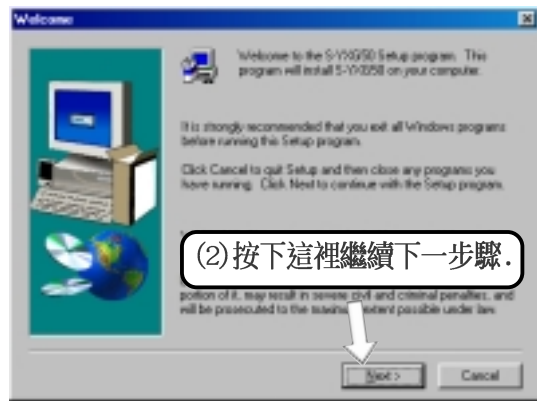 Welcome
Welcome to the S-YXG50 Setup program. This
program will install S-YXG50 on your computer.
It is strongly recommended that you exit all Windows programs
before running this Setup program.
Click Cancel to quit Setup and then close any programs you
have running. Click Next to continue with the Setup program.
(2)按下這裡繼續下一步驟.
portion of it, may result in severe civil and criminal penalties, and
will be prosecuted to the maximum extent possible under law.
Next >
Cancel